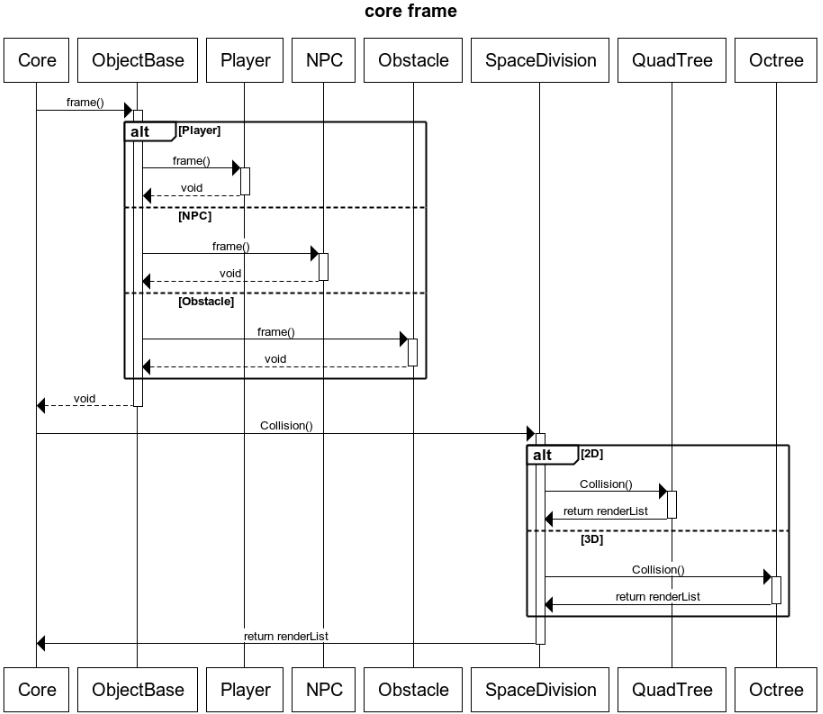 core frame
Core ObjectBase Player NPC Obstacle SpaceDivision QuadTree Octree
frame()
alt [Player]
frame()
void
[NPC]
frame()
void
[Obstacle]
frame()
void
void
Collision()
alt [2D]
Collision()
return renderList
[3D]
Collision()
return renderList
return renderList
Core ObjectBase Player NPC Obstacle SpaceDivision QuadTree Octree